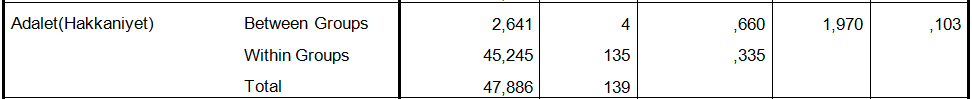 Adalet(Hakkaniyet) Between Groups 2,641 4 ,660 1,970 ,103
Within Groups 45,245 135 ,335
Total 47,886 139